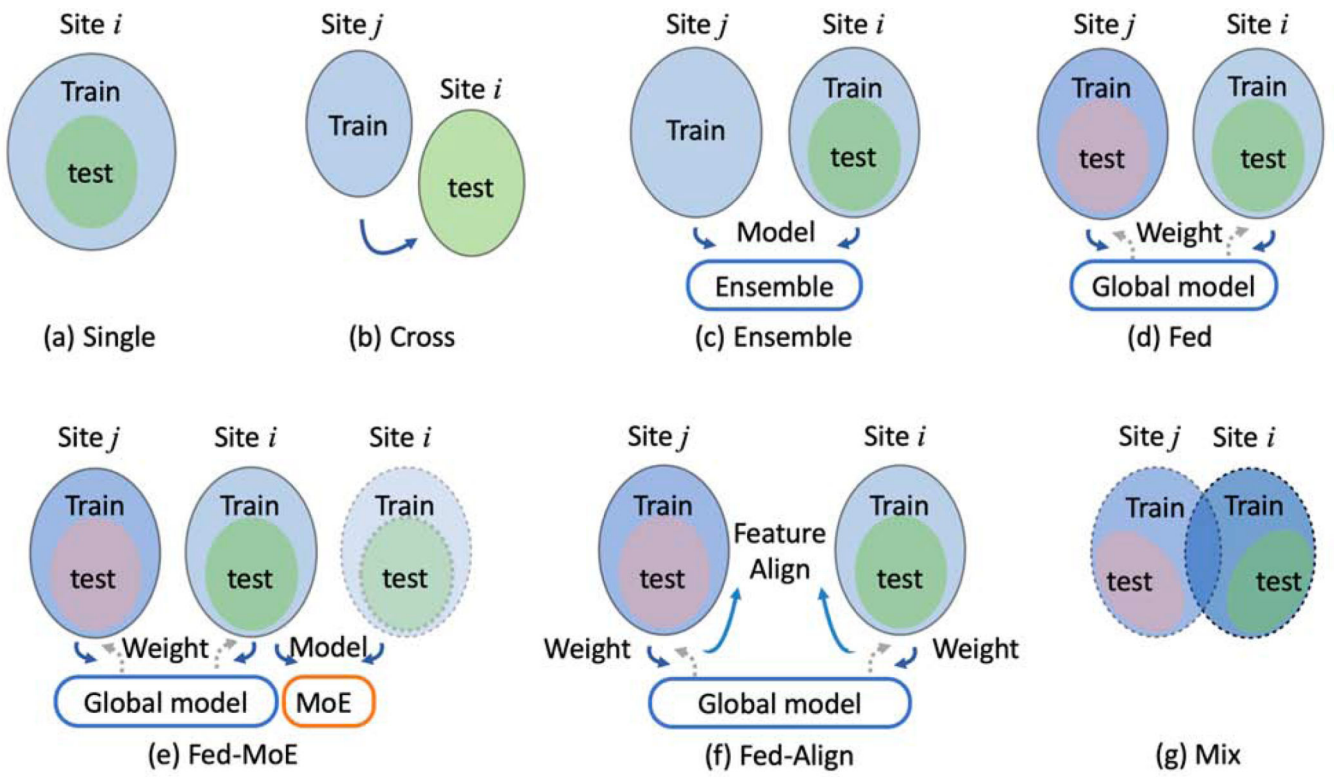 Site i
Train
test
(a) Single
Site j
Train
Site i
test
(b) Cross
Site j
Site i
Train
Train
test
Model
Ensemble
(c) Ensemble
Site j
Site i
Train
Train
test
test
Weight
Global model
(d) Fed
Site j
Site i
Site i
Train
Train
Train
test
test
test
Weight
Model
Global model
MoE
(e) Fed-MoE
Site j
Site i
Train
Train
Feature
Align
test
test
Weight
Weight
Global model
(f) Fed-Align
Site j
Site i
Train
Train
test
test
(g) Mix